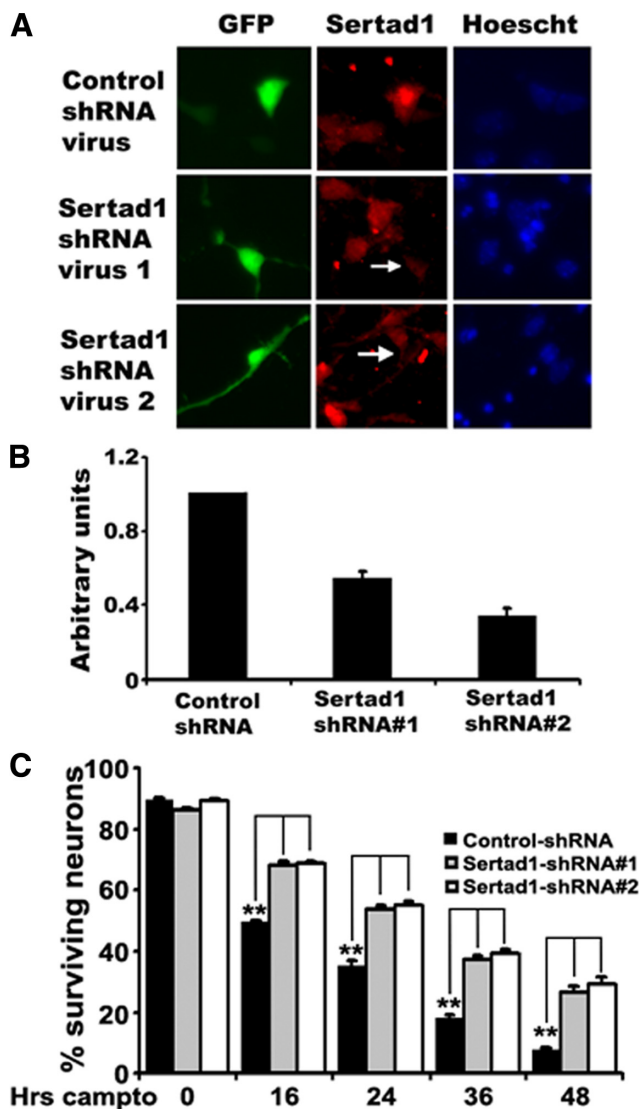 A
GFP Sertad1 Hoescht
Control
shRNA
virus
Sertad1
shRNA
virus 1
Sertad1
shRNA
virus 2
B
Arbitrary units
1.2
0.8
0.4
0
Control
shRNA
Sertad1
shRNA#1
Sertad1
shRNA#2
C
% surviving neurons
100
80
60
40
20
0
Control-shRNA
Sertad1-shRNA#1
Sertad1-shRNA#2
**
**
**
**
Hrs campto 0 16 24 36 48